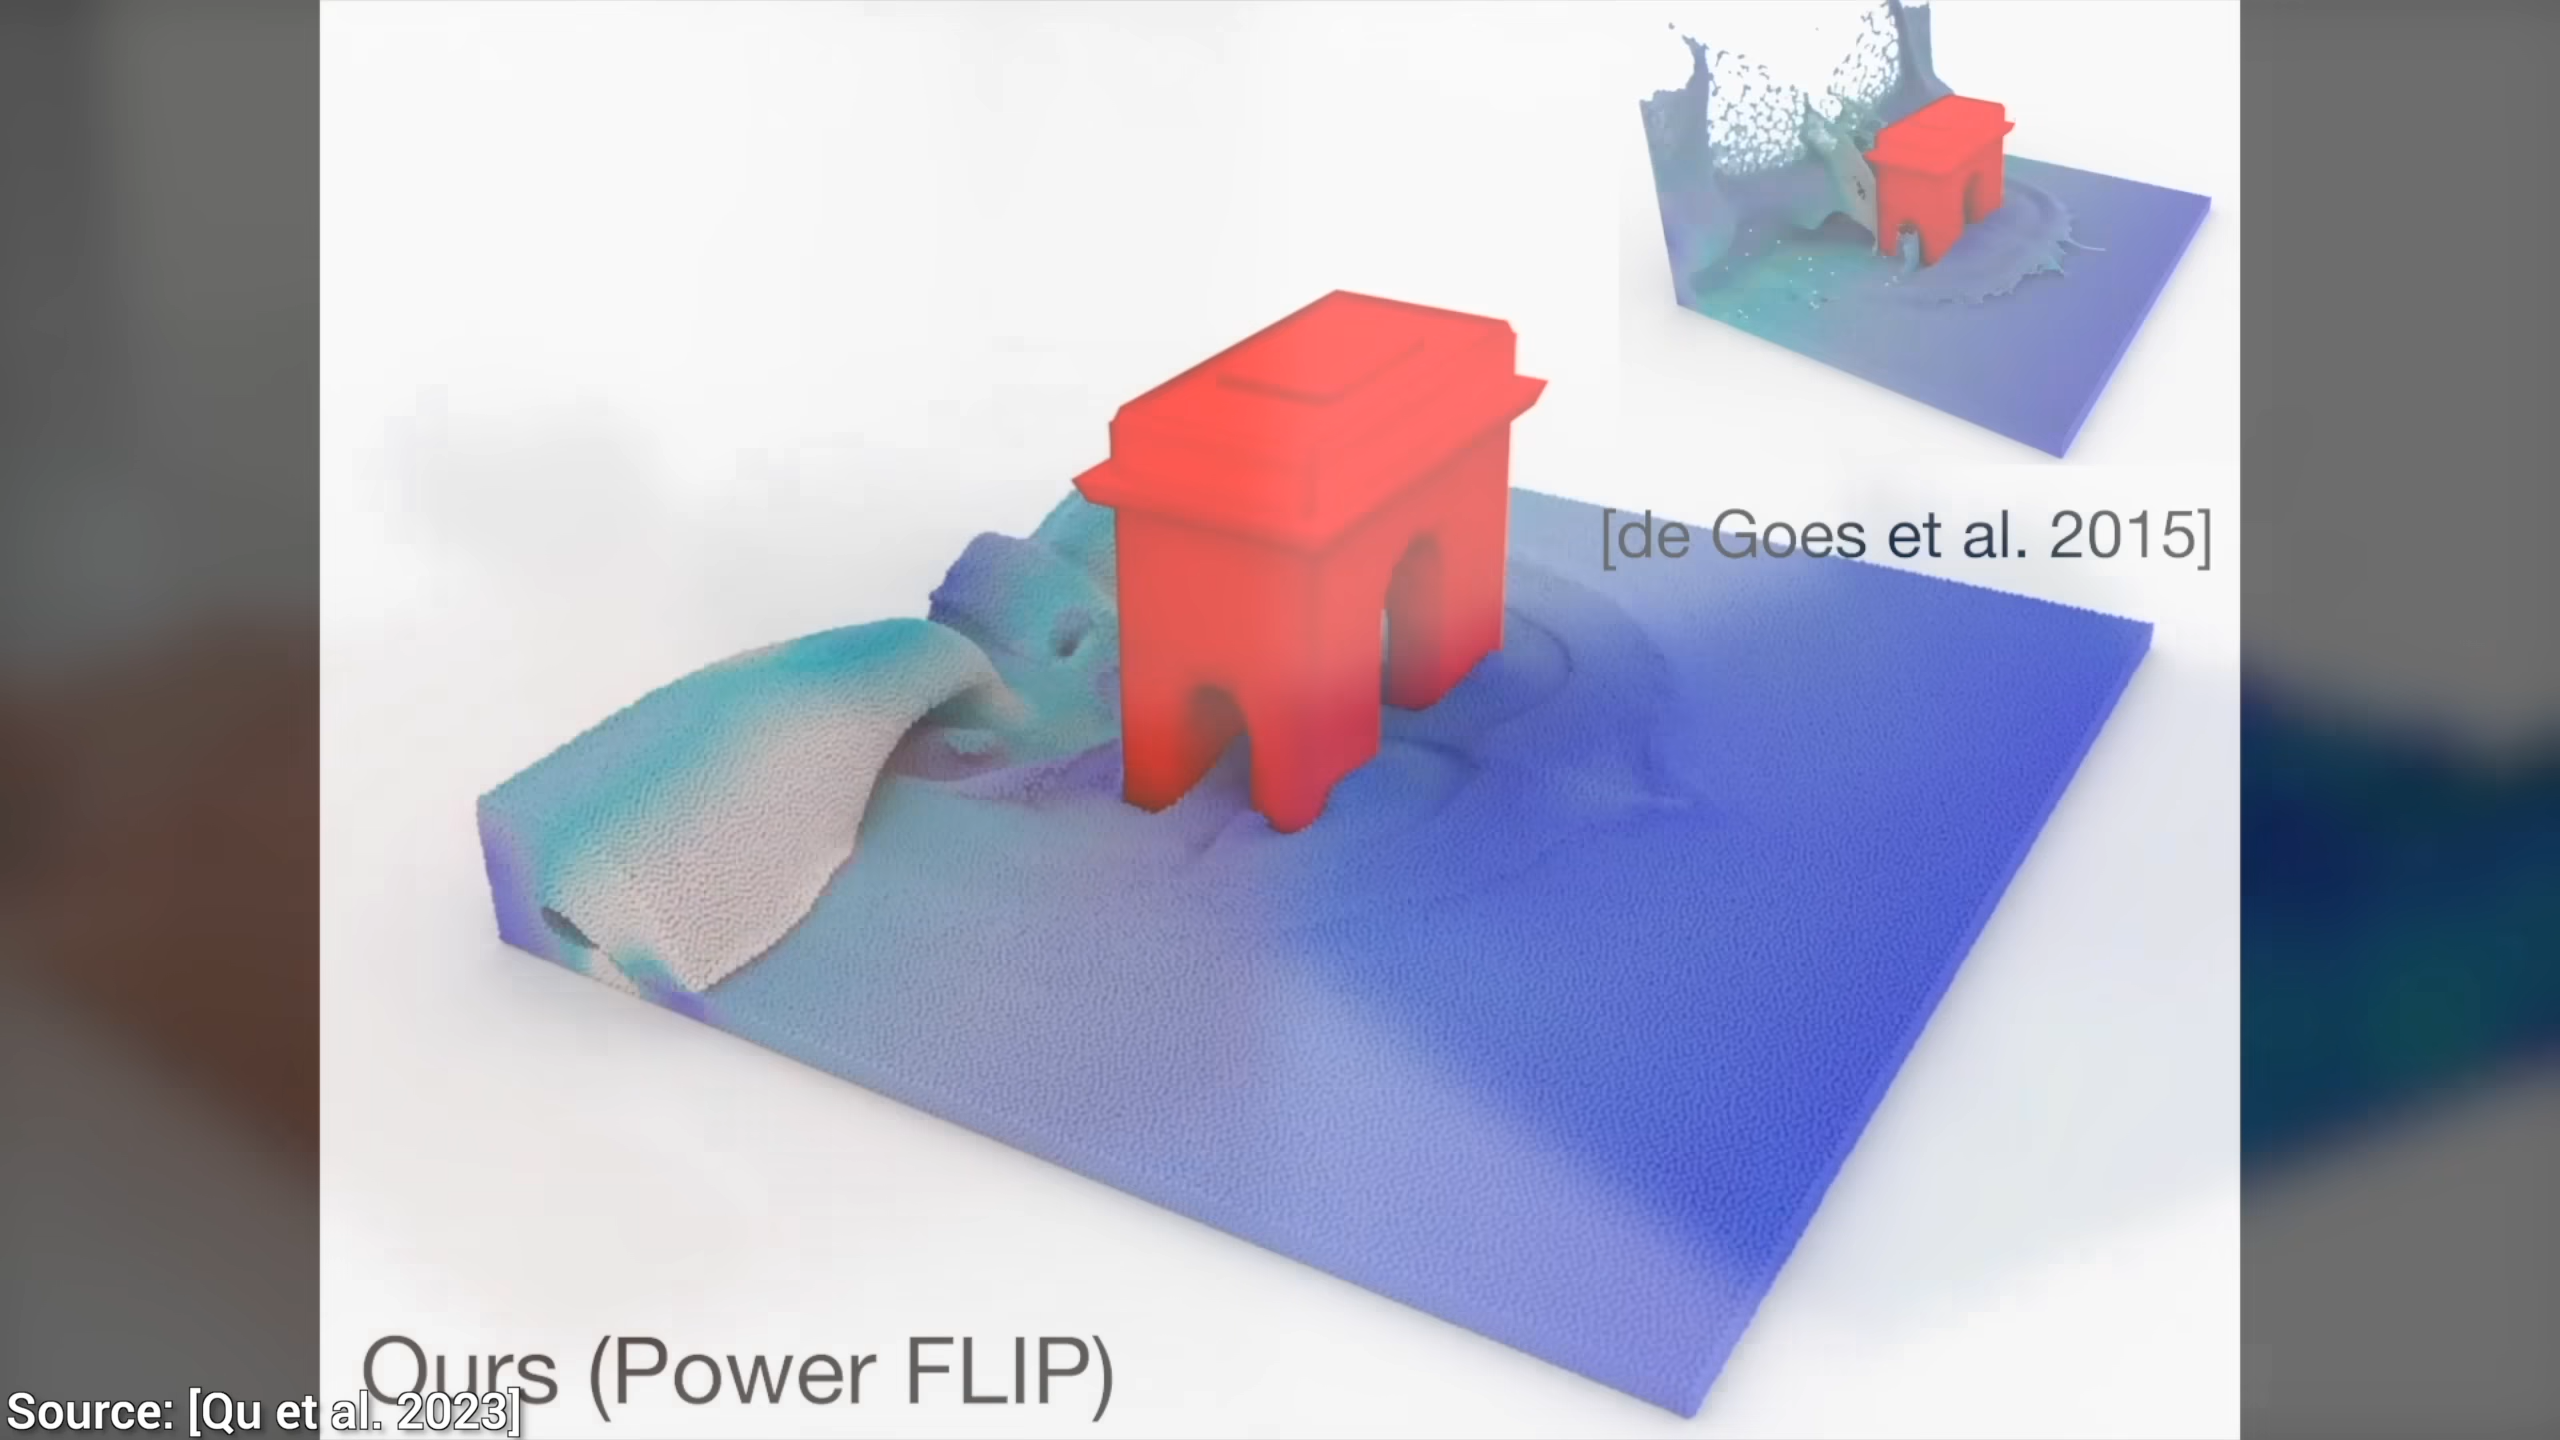 [de Goes et al. 2015]
Ours (Power FLIP)
Source: [Qu et al. 2023]